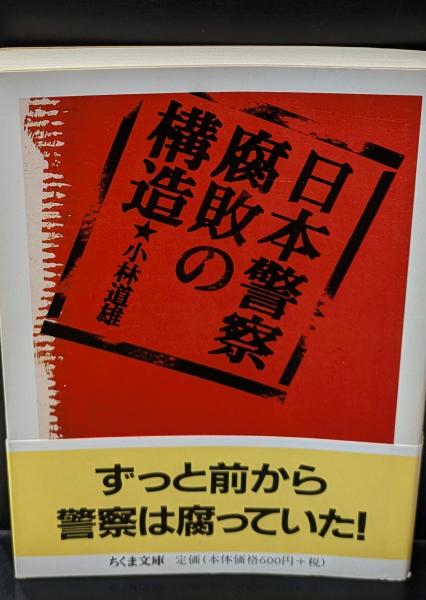 日本警察
腐敗の
構造
★小林道雄
ずっと前から
警察は腐っていた!
ちくま文庫 定価(本体価格600円+税)